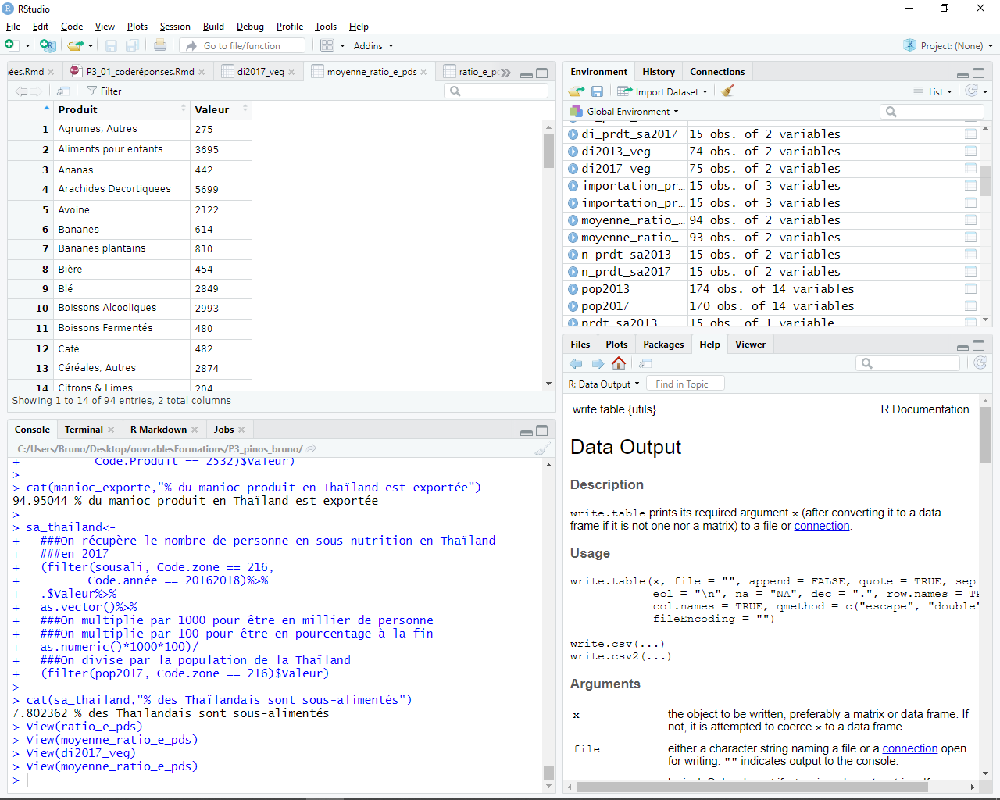 RStudio
File Edit Code View Plots Session Build Debug Profile Tools Help
Go to file/function Addins Project: (None)
ées.Rmd P3_01_coderéponses.Rmd di2017_veg moyenne_ratio_e_pds ratio_e_p
Filter
Produit Valeur
1 Agrumes, Autres 275
2 Aliments pour enfants 3695
3 Ananas 442
4 Arachides Decortiquees 5699
5 Avoine 2122
6 Bananes 614
7 Bananes plantains 810
8 Bière 454
9 Blé 2849
10 Boissons Alcooliques 2993
11 Boissons Fermentés 480
12 Café 482
13 Céréales, Autres 2874
14 Citrons & Limes 204
Showing 1 to 14 of 94 entries, 2 total columns
Console Terminal R Markdown Jobs
C:/Users/Bruno/Desktop/ouvrablesFormations/P3_pinos_bruno/
+ Code.Produit == 2532)$Valeur)
>
> cat(manioc_exporte,"% du manioc produit en Thaïland est exportée")
94.95044 % du manioc produit en Thaïland est exportée
>
> sa_thailand<-
+ ###On récupère le nombre de personne en sous nutrition en Thaïland
+ ###en 2017
+ (filter(sousali, Code.zone == 216,
+ Code.année == 20162018)%>%
+ .$Valeur%>%
+ as.vector()%>%
+ ###On multiplie par 1000 pour être en millier de personne
+ ###On multiplie par 100 pour être en pourcentage à la fin
+ as.numeric()*1000*100)/
+ ###On divise par la population de la Thaïland
+ (filter(pop2017, Code.zone == 216)$Valeur)
>
> cat(sa_thailand,"% des Thaïlandais sont sous-alimentés")
7.802362 % des Thaïlandais sont sous-alimentés
> View(ratio_e_pds)
> View(moyenne_ratio_e_pds)
> View(di2017_veg)
> View(moyenne_ratio_e_pds)
>
Environment History Connections
Import Dataset List
Global Environment
di_prdt_sa2017 15 obs. of 2 variables
di2013_veg 74 obs. of 2 variables
di2017_veg 75 obs. of 2 variables
importation_pr… 15 obs. of 3 variables
importation_pr… 15 obs. of 3 variables
moyenne_ratio_… 94 obs. of 2 variables
moyenne_ratio_… 93 obs. of 2 variables
n_prdt_sa2013 15 obs. of 2 variables
n_prdt_sa2017 15 obs. of 2 variables
pop2013 174 obs. of 14 variables
pop2017 170 obs. of 14 variables
prdt_sa2013 15 obs. of 1 variable
Files Plots Packages Help Viewer
R: Data Output Find in Topic
write.table {utils} R Documentation
Data Output
Description
write.table prints its required argument x (after converting it to a data
frame if it is not one nor a matrix) to a file or connection.
Usage
write.table(x, file = "", append = FALSE, quote = TRUE, sep
eol = "\n", na = "NA", dec = ".", row.names = TR
col.names = TRUE, qmethod = c("escape", "double"
fileEncoding = "")
write.csv(...)
write.csv2(...)
Arguments
x the object to be written, preferably a matrix or data frame. If
not, it is attempted to coerce x to a data frame.
file either a character string naming a file or a connection open
for writing. "" indicates output to the console.